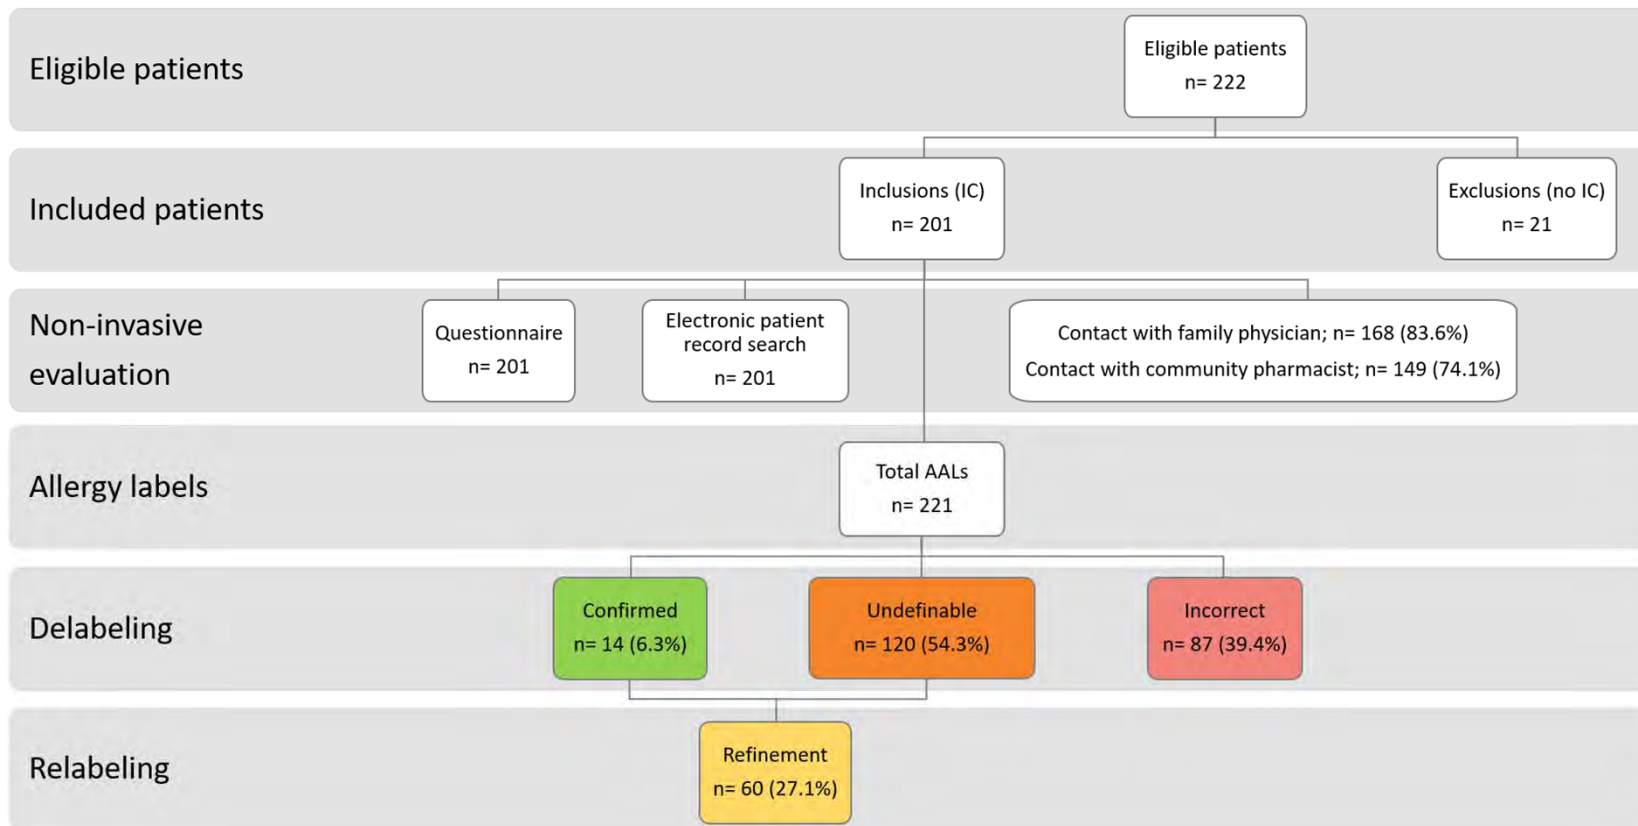 Eligible patients
Eligible patients
n= 222
Included patients
Inclusions (IC)
n= 201
Exclusions (no IC)
n= 21
Non-invasive
evaluation
Questionnaire
n= 201
Electronic patient
record search
n= 201
Contact with family physician; n= 168 (83.6%)
Contact with community pharmacist; n= 149 (74.1%)
Allergy labels
Total AALs
n= 221
Delabeling
Confirmed
n= 14 (6.3%)
Undefinable
n= 120 (54.3%)
Incorrect
n= 87 (39.4%)
Relabeling
Refinement
n= 60 (27.1%)